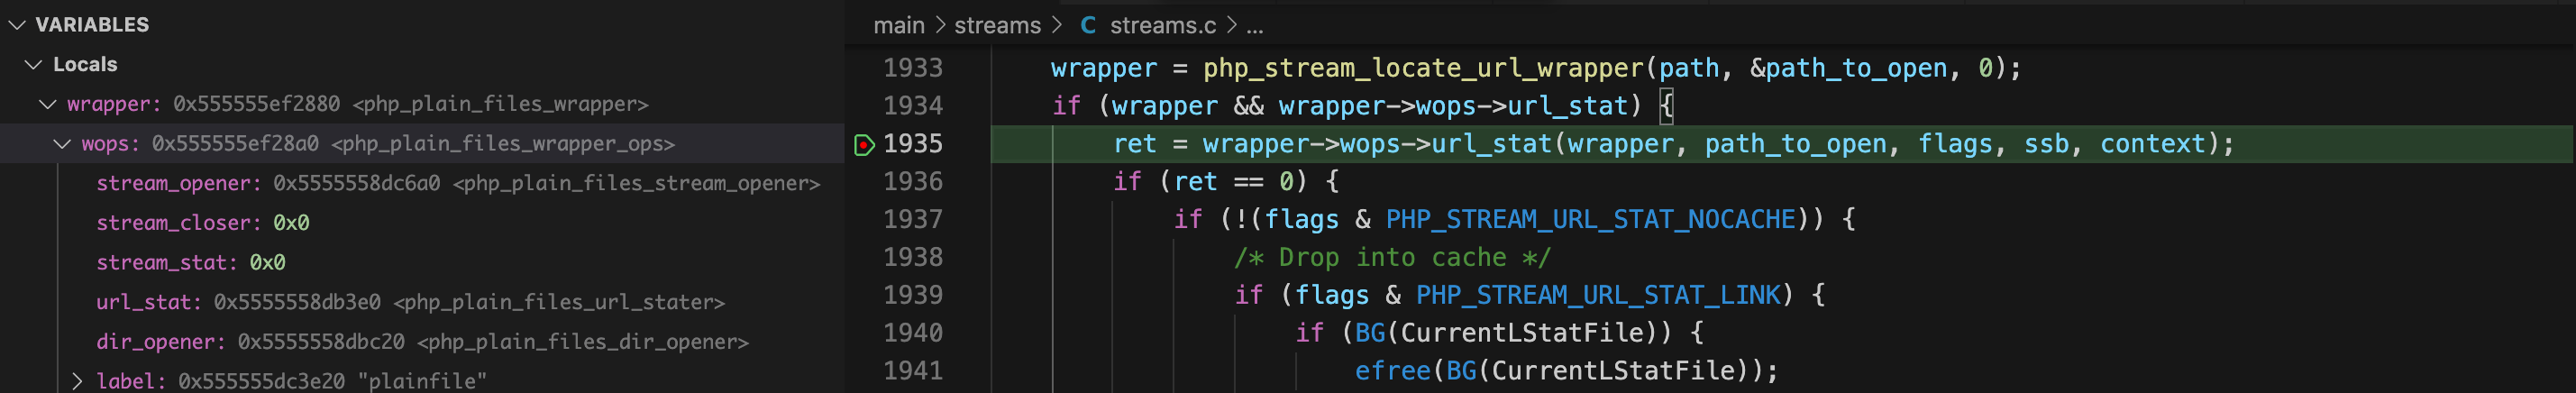 VARIABLES
Locals
wrapper: 0x555555ef2880 <php_plain_files_wrapper>
wops: 0x555555ef28a0 <php_plain_files_wrapper_ops>
stream_opener: 0x5555558dc6a0 <php_plain_files_stream_opener>
stream_closer: 0x0
stream_stat: 0x0
url_stat: 0x5555558db3e0 <php_plain_files_url_stater>
dir_opener: 0x5555558dbc20 <php_plain_files_dir_opener>
label: 0x555555dc3e20 "plainfile"
main > streams > C streams.c > ...
1933 wrapper = php_stream_locate_url_wrapper(path, &path_to_open, 0);
1934 if (wrapper && wrapper->wops->url_stat) {
1935 ret = wrapper->wops->url_stat(wrapper, path_to_open, flags, ssb, context);
1936 if (ret == 0) {
1937 if (!(flags & PHP_STREAM_URL_STAT_NOCACHE)) {
1938 /* Drop into cache */
1939 if (flags & PHP_STREAM_URL_STAT_LINK) {
1940 if (BG(CurrentLStatFile)) {
1941 efree(BG(CurrentLStatFile));